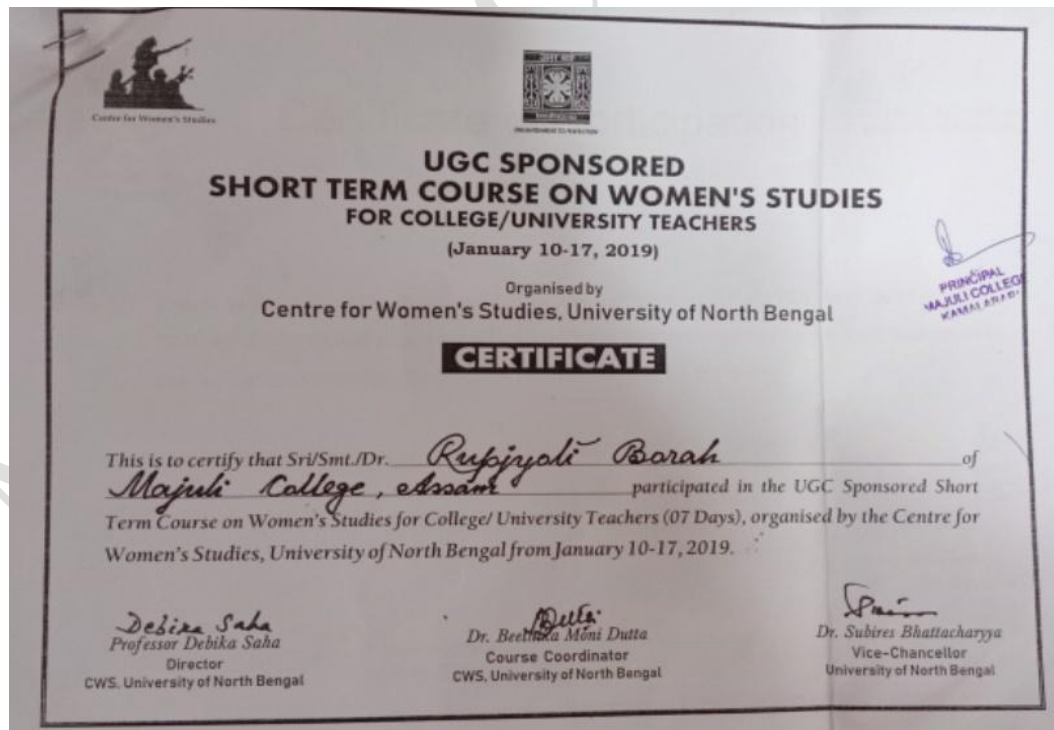 Centre for Women's Studies
UGC SPONSORED
SHORT TERM COURSE ON WOMEN'S STUDIES
FOR COLLEGE/UNIVERSITY TEACHERS
(January 10-17, 2019)
Organised by
Centre for Women's Studies, University of North Bengal
PRINCIPAL
MAJULI COLLEGE
CERTIFICATE
This is to certify that Sri/Smt./Dr. Rupjyoti Borah of
Majuli College, Assam participated in the UGC Sponsored Short
Term Course on Women's Studies for College/ University Teachers (07 Days), organised by the Centre for
Women's Studies, University of North Bengal from January 10-17, 2019.
Debika Saha
Professor Debika Saha
Director
CWS, University of North Bengal
Dutta
Dr. Moni Dutta
Course Coordinator
CWS, University of North Bengal
Dr. Subires Bhattacharyya
Vice-Chancellor
University of North Bengal